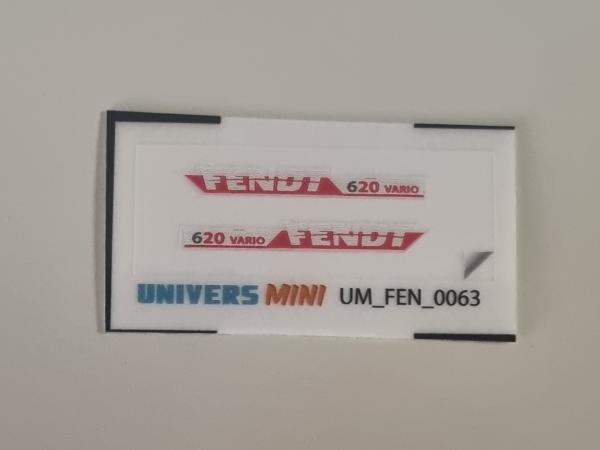 FENDT 620 VARIO
620 VARIO FENDT
UNIVERS MINI UM_FEN_0063